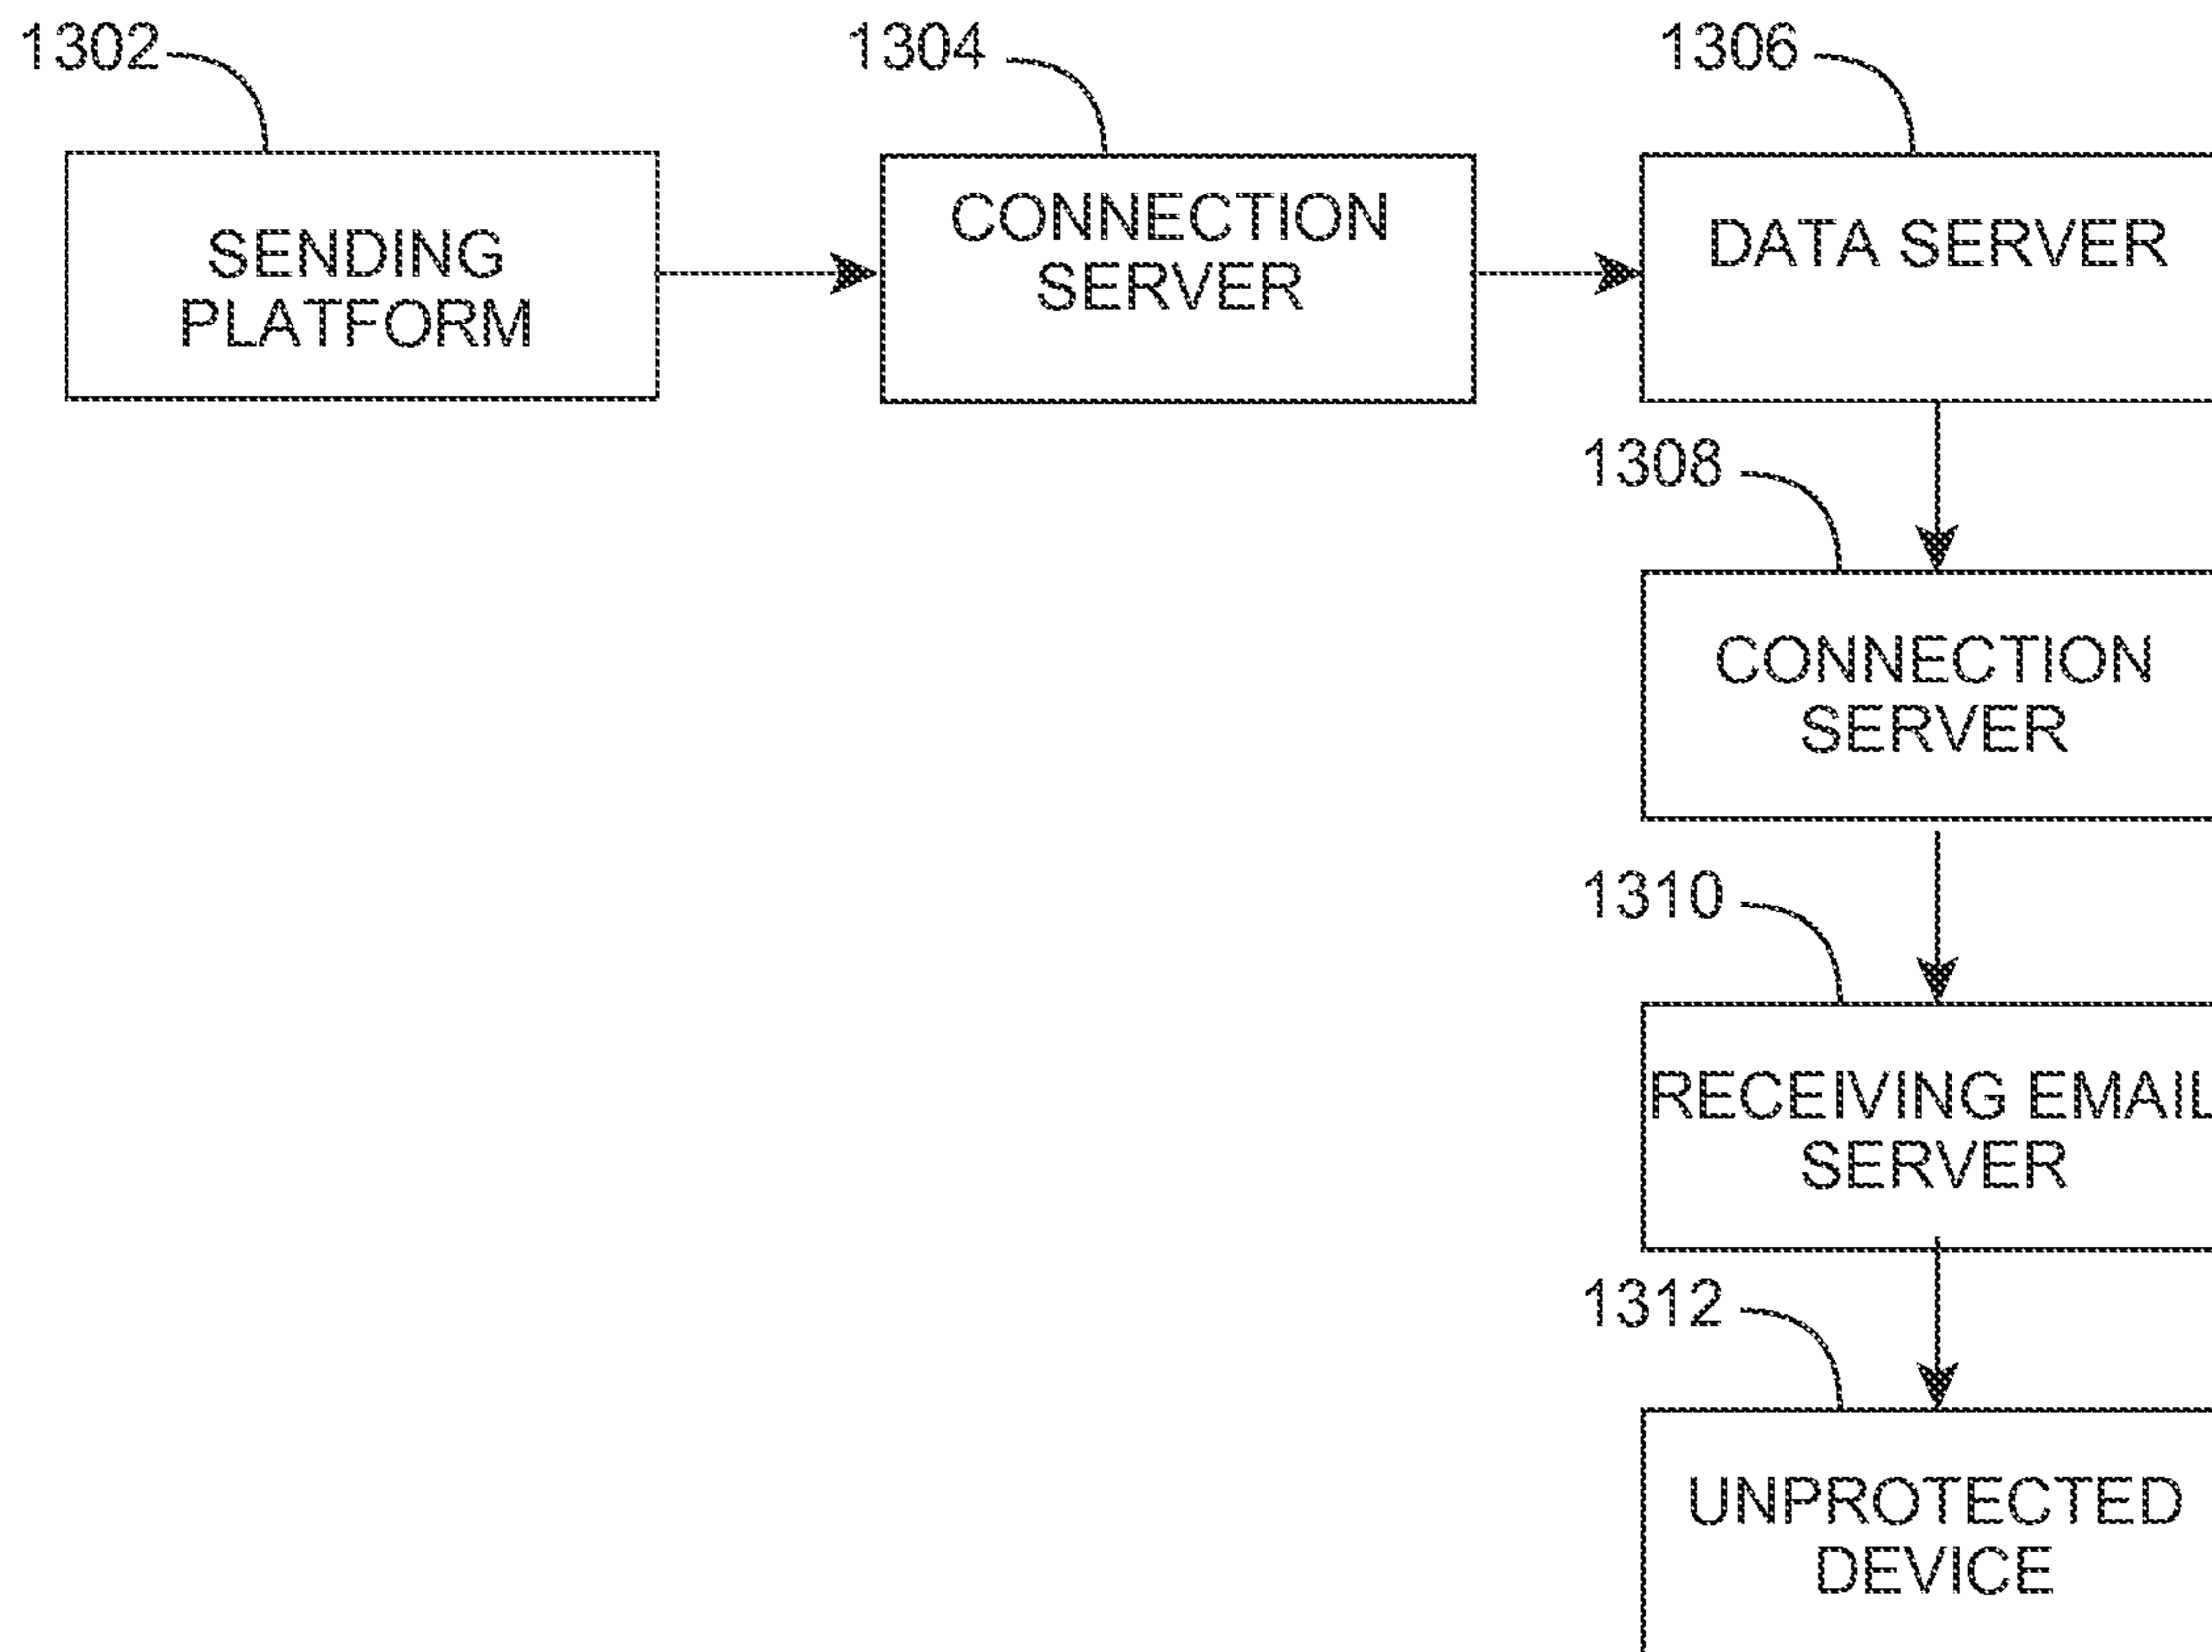 1302
1304
1306
SENDING
PLATFORM
CONNECTION
SERVER
DATA SERVER
1308
CONNECTION
SERVER
1310
RECEIVING EMAIL
SERVER
1312
UNPROTECTED
DEVICE